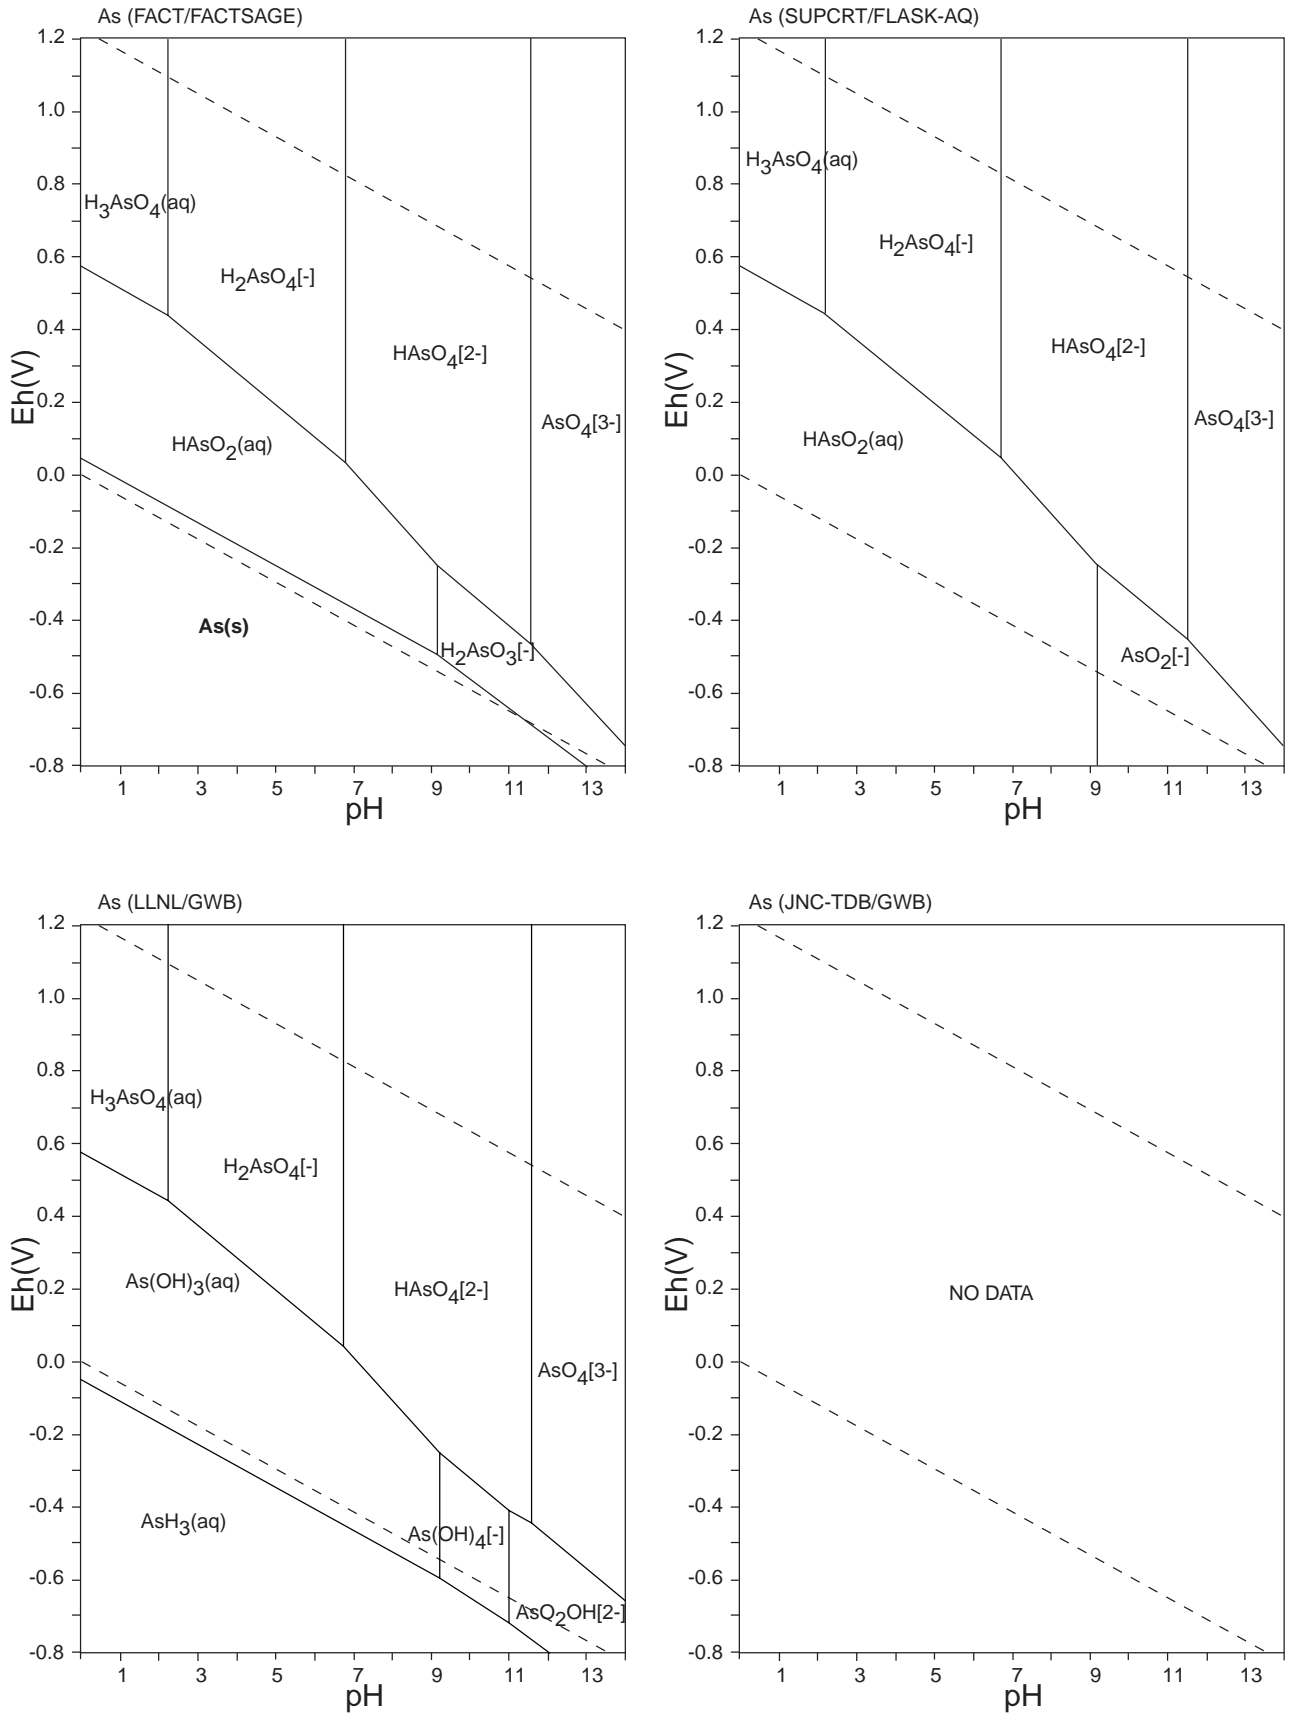 As (FACT/FACTSAGE)
1.2
1.0
0.8
0.6
0.4
0.2
0.0
-0.2
-0.4
-0.6
-0.8
Eh(V)
H3AsO4(aq)
H2AsO4[-]
HAsO4[2-]
AsO4[3-]
HAsO2(aq)
As(s)
H2AsO3[-]
1 3 5 7 9 11 13
pH
As (SUPCRT/FLASK-AQ)
1.2
1.0
0.8
0.6
0.4
0.2
0.0
-0.2
-0.4
-0.6
-0.8
Eh(V)
H3AsO4(aq)
H2AsO4[-]
HAsO4[2-]
AsO4[3-]
HAsO2(aq)
AsO2[-]
1 3 5 7 9 11 13
pH
As (LLNL/GWB)
1.2
1.0
0.8
0.6
0.4
0.2
0.0
-0.2
-0.4
-0.6
-0.8
Eh(V)
H3AsO4(aq)
H2AsO4[-]
As(OH)3(aq)
HAsO4[2-]
AsO4[3-]
AsH3(aq)
As(OH)4[-]
AsO2OH[2-]
1 3 5 7 9 11 13
pH
As (JNC-TDB/GWB)
1.2
1.0
0.8
0.6
0.4
0.2
0.0
-0.2
-0.4
-0.6
-0.8
Eh(V)
NO DATA
1 3 5 7 9 11 13
pH